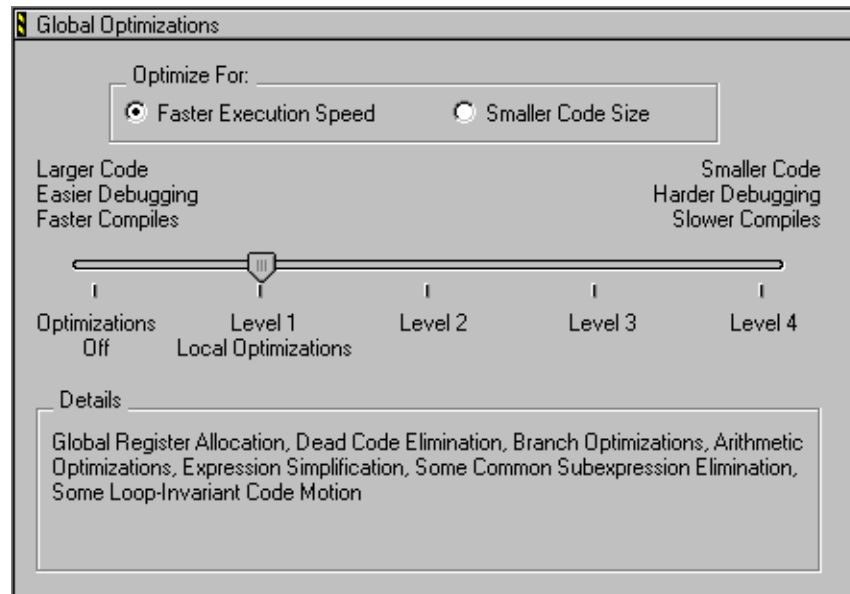 Global Optimizations
Optimize For:
Faster Execution Speed
Smaller Code Size
Larger Code
Easier Debugging
Faster Compiles
Smaller Code
Harder Debugging
Slower Compiles
Optimizations
Off
Level 1
Local Optimizations
Level 2
Level 3
Level 4
Details
Global Register Allocation, Dead Code Elimination, Branch Optimizations, Arithmetic
Optimizations, Expression Simplification, Some Common Subexpression Elimination,
Some Loop-Invariant Code Motion